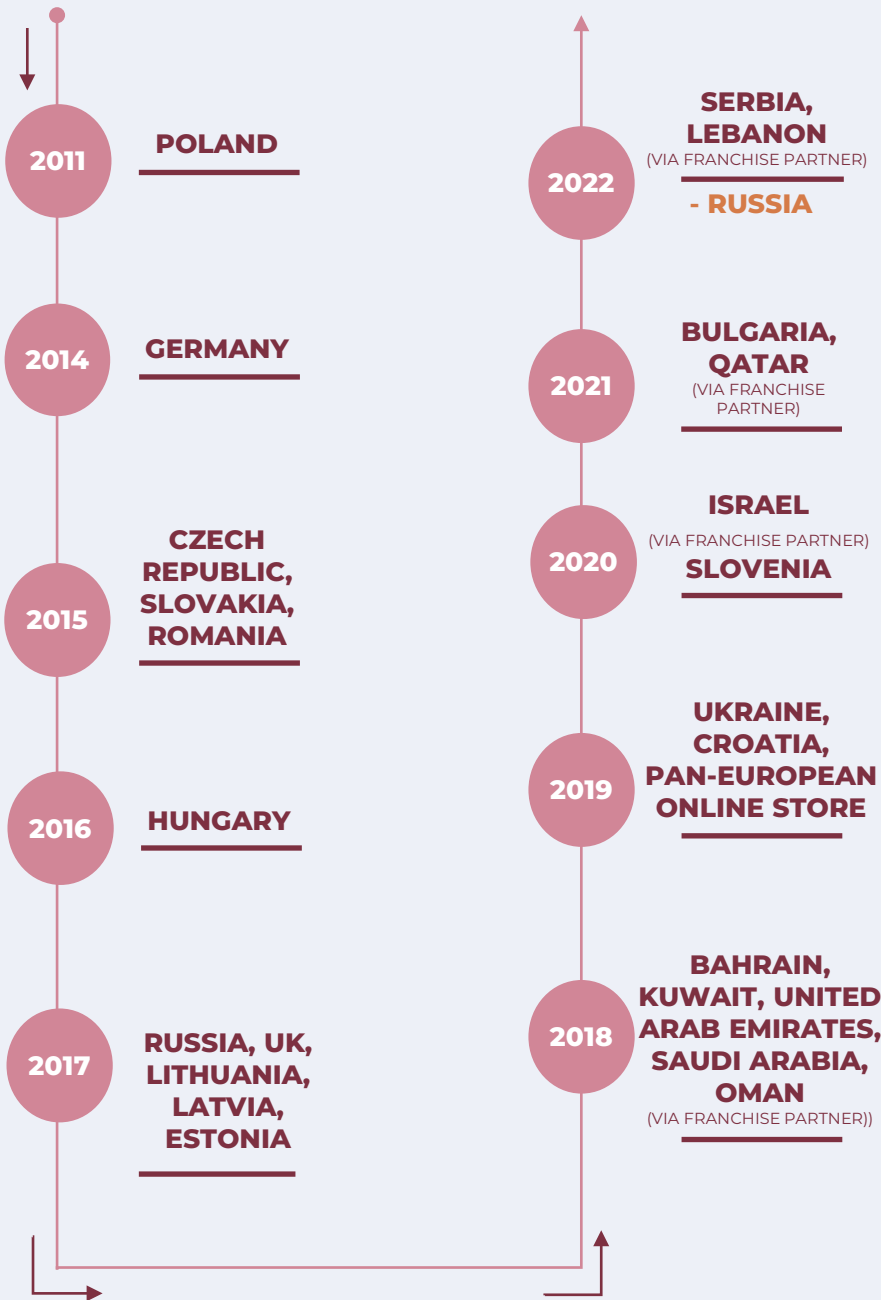 2011
POLAND
2014
GERMANY
2015
CZECH
REPUBLIC,
SLOVAKIA,
ROMANIA
2016
HUNGARY
2017
RUSSIA, UK,
LITHUANIA,
LATVIA,
ESTONIA
2018
BAHRAIN,
KUWAIT, UNITED
ARAB EMIRATES,
SAUDI ARABIA,
OMAN
(VIA FRANCHISE PARTNER))
2019
UKRAINE,
CROATIA,
PAN-EUROPEAN
ONLINE STORE
2020
ISRAEL
(VIA FRANCHISE PARTNER)
SLOVENIA
2021
BULGARIA,
QATAR
(VIA FRANCHISE
PARTNER)
2022
SERBIA,
LEBANON
(VIA FRANCHISE PARTNER)
- RUSSIA